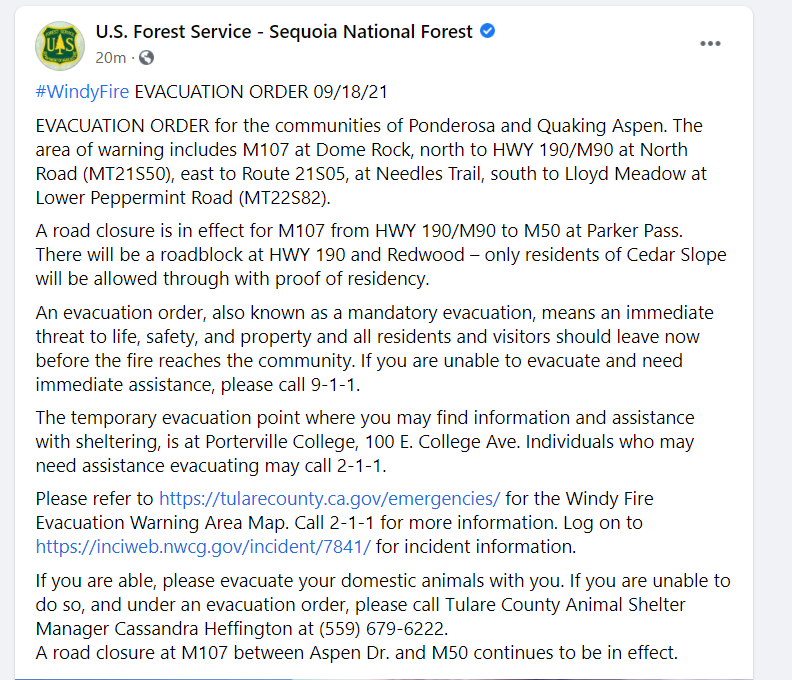 U.S. Forest Service - Sequoia National Forest
20m ·
#WindyFire EVACUATION ORDER 09/18/21
EVACUATION ORDER for the communities of Ponderosa and Quaking Aspen. The
area of warning includes M107 at Dome Rock, north to HWY 190/M90 at North
Road (MT21S50), east to Route 21S05, at Needles Trail, south to Lloyd Meadow at
Lower Peppermint Road (MT22S82).
A road closure is in effect for M107 from HWY 190/M90 to M50 at Parker Pass.
There will be a roadblock at HWY 190 and Redwood – only residents of Cedar Slope
will be allowed through with proof of residency.
An evacuation order, also known as a mandatory evacuation, means an immediate
threat to life, safety, and property and all residents and visitors should leave now
before the fire reaches the community. If you are unable to evacuate and need
immediate assistance, please call 9-1-1.
The temporary evacuation point where you may find information and assistance
with sheltering, is at Porterville College, 100 E. College Ave. Individuals who may
need assistance evacuating may call 2-1-1.
Please refer to https://tularecounty.ca.gov/emergencies/ for the Windy Fire
Evacuation Warning Area Map. Call 2-1-1 for more information. Log on to
https://inciweb.nwcg.gov/incident/7841/ for incident information.
If you are able, please evacuate your domestic animals with you. If you are unable to
do so, and under an evacuation order, please call Tulare County Animal Shelter
Manager Cassandra Heffington at (559) 679-6222.
A road closure at M107 between Aspen Dr. and M50 continues to be in effect.